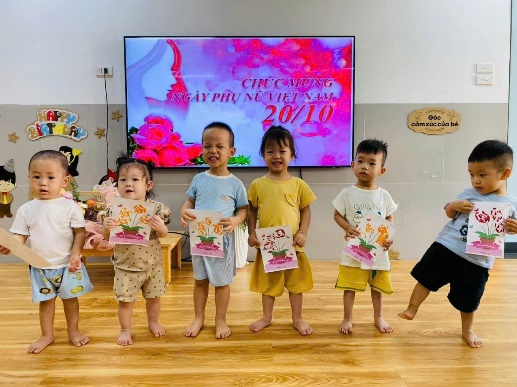 CHÚC MỪNG
NGÀY PHỤ NỮ VIỆT NAM
20/10
HAPPY
BIRTHDAY
Góc
cảm xúc của bé